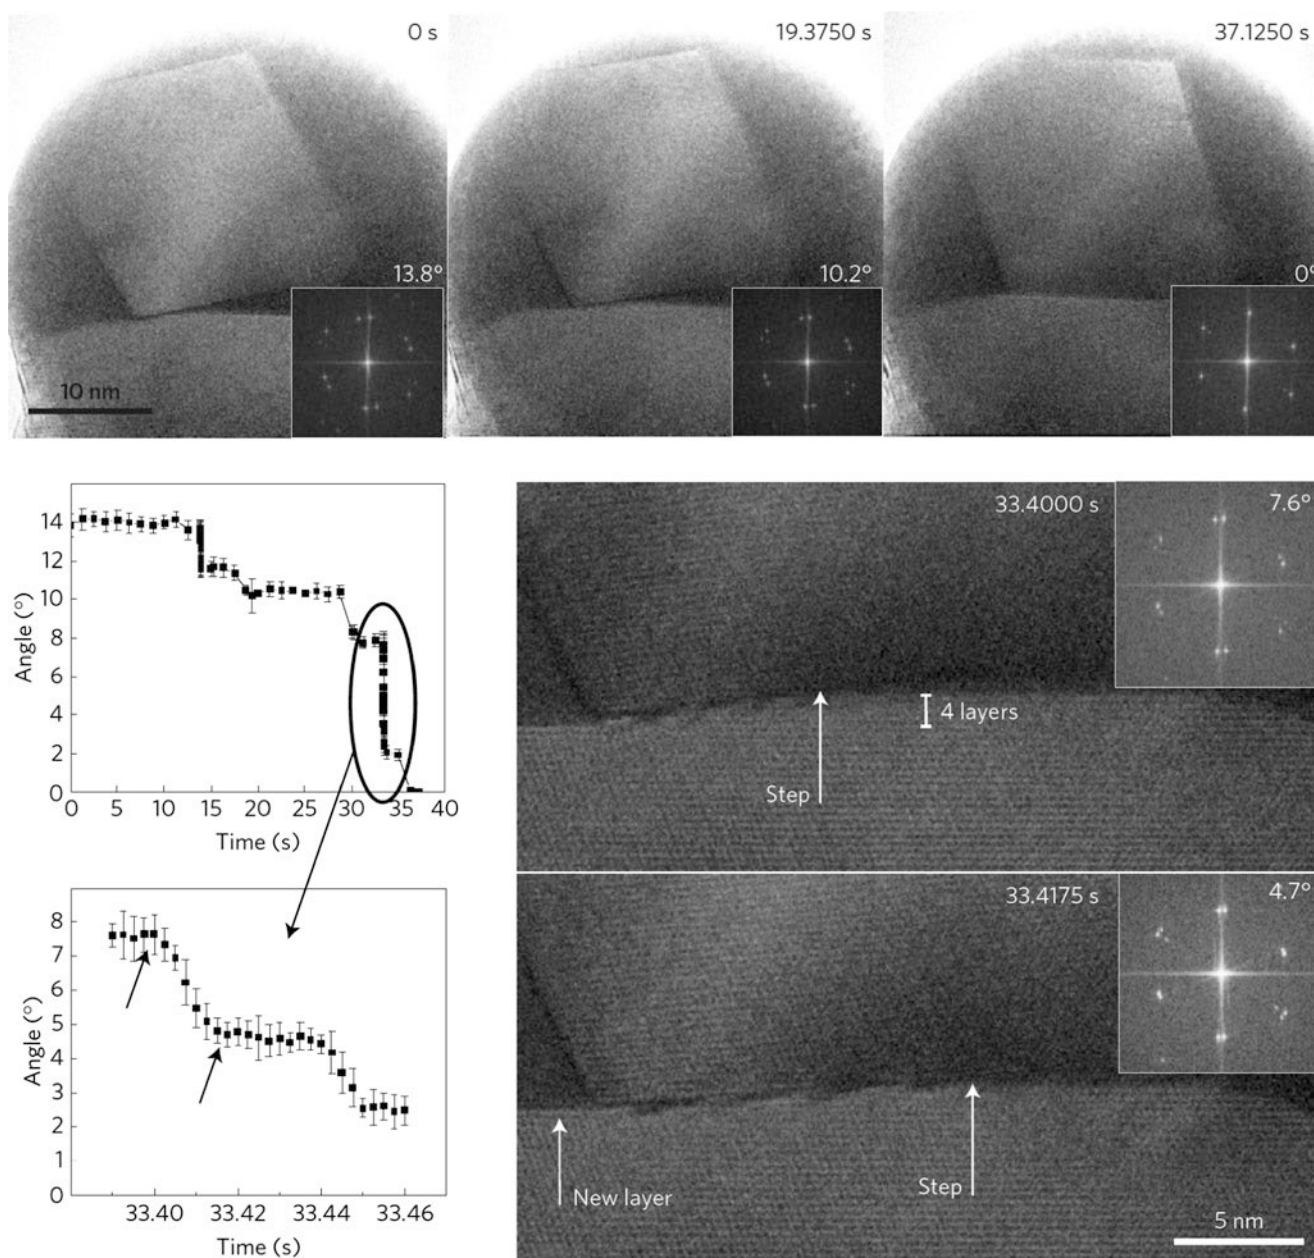 0 s
19.3750 s
37.1250 s
13.8°
10.2°
0°
10 nm
14
12
10
8
6
4
2
0
Angle (°)
0 5 10 15 20 25 30 35 40
Time (s)
33.4000 s
7.6°
4 layers
Step
8
7
6
5
4
3
2
1
0
Angle (°)
33.40 33.42 33.44 33.46
Time (s)
33.4175 s
4.7°
New layer
Step
5 nm